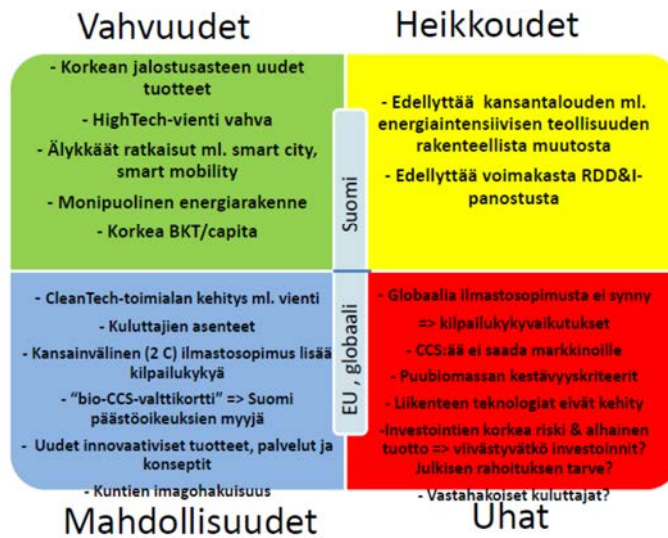 Vahvuudet
- Korkean jalostusasteen uudet
tuotteet
- HighTech-vienti vahva
- Älykkäät ratkaisut ml. smart city,
smart mobility
- Monipuolinen energiarakenne
- Korkea BKT/capita
Heikkoudet
- Edellyttää kansantalouden ml.
energiaintensiivisen teollisuuden
rakenteellista muutosta
- Edellyttää voimakasta RDD&I-
panostusta
Suomi
EU , globaali
- CleanTech-toimialan kehitys ml. vienti
- Kuluttajien asenteet
- Kansainvälinen (2 C) ilmastosopimus lisää
kilpailukykyä
- “bio-CCS-valttikortti” => Suomi
päästöoikeuksien myyjä
- Uudet innovaativiset tuotteet, palvelut ja
konseptit
- Kuntien imagohakuisuus
Mahdollisuudet
- Globaalia ilmastosopimusta ei synny
=> kilpailukykyvaikutukset
- CCS:ää ei saada markkinoille
- Puubiomassan kestävyyskriteerit
- Liikenteen teknologiat eivät kehity
-Investointien korkea riski & alhainen
tuotto => viivästyvätkö investoinnit?
Julkisen rahoituksen tarve?
- Vastahakoiset kuluttajat?
Uhat